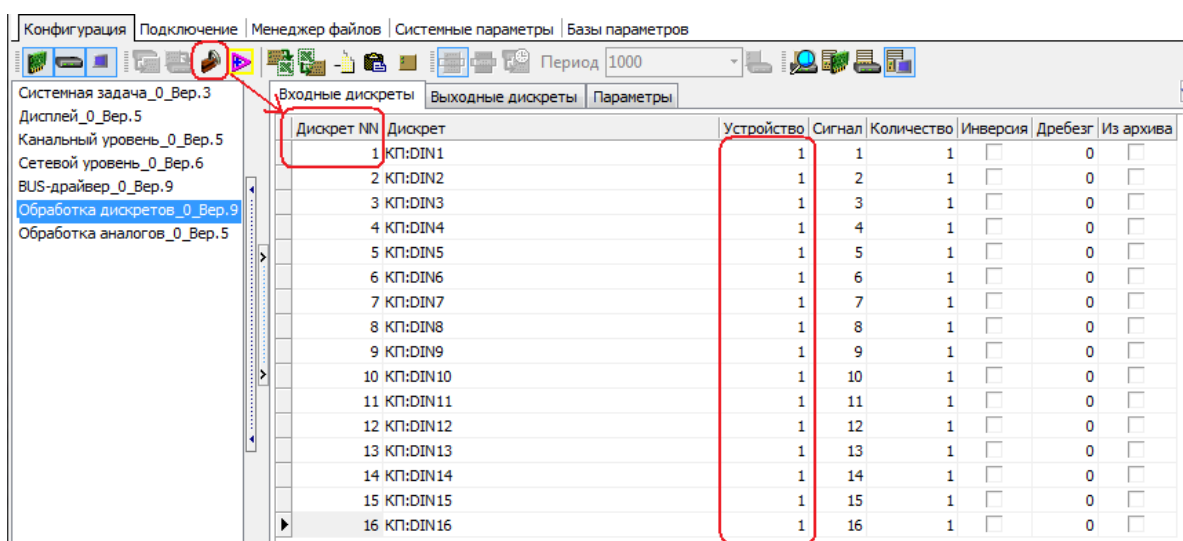 Конфигурация Подключение Менеджер файлов Системные параметры Базы параметров
Период 1000
Системная задача_0_Вер.3
Дисплей_0_Вер.5
Канальный уровень_0_Вер.5
Сетевой уровень_0_Вер.6
BUS-драйвер_0_Вер.9
Обработка дискретов_0_Вер.9
Обработка аналогов_0_Вер.5
Входные дискреты Выходные дискреты Параметры
Дискрет NN Дискрет Устройство Сигнал Количество Инверсия Дребезг Из архива
1 КП:DIN1 1 1 1 0
2 КП:DIN2 1 2 1 0
3 КП:DIN3 1 3 1 0
4 КП:DIN4 1 4 1 0
5 КП:DIN5 1 5 1 0
6 КП:DIN6 1 6 1 0
7 КП:DIN7 1 7 1 0
8 КП:DIN8 1 8 1 0
9 КП:DIN9 1 9 1 0
10 КП:DIN10 1 10 1 0
11 КП:DIN11 1 11 1 0
12 КП:DIN12 1 12 1 0
13 КП:DIN13 1 13 1 0
14 КП:DIN14 1 14 1 0
15 КП:DIN15 1 15 1 0
16 КП:DIN16 1 16 1 0